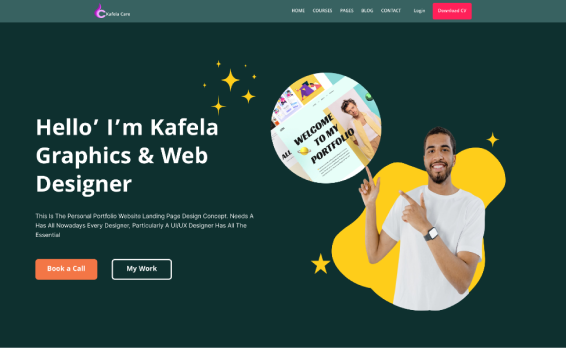 Kafela Care
HOME COURSES PAGES BLOG CONTACT Login Download CV
Hello’ I’m Kafela
Graphics & Web
Designer
This Is The Personal Portfolio Website Landing Page Design Concept. Needs A
Has All Nowadays Every Designer, Particularly A UI/UX Designer Has All The
Essential
Book a Call My Work
WELCOME
TO MY
PORTFOLIO
ALL